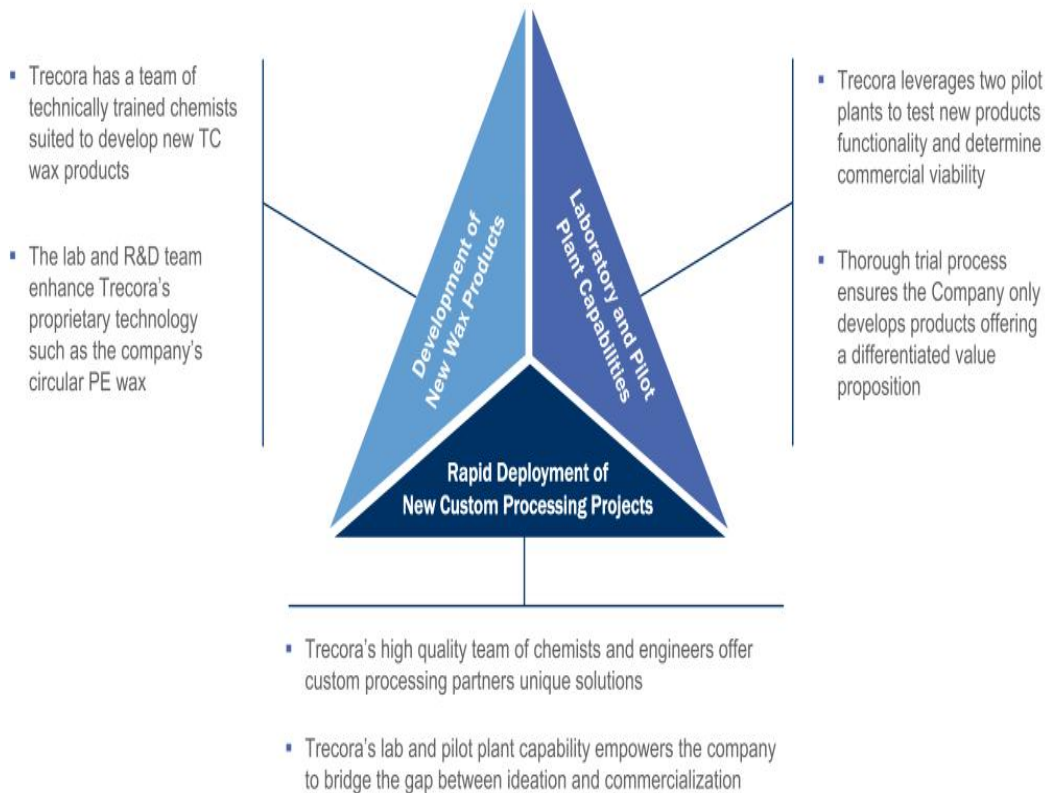 Trecora has a team of
technically trained chemists
suited to develop new TC
wax products
The lab and R&D team
enhance Trecora's
proprietary technology
such as the company's
circular PE wax
Development of
New Wax Products
Laboratory and Pilot
Plant Capabilities
Trecora leverages two pilot
plants to test new products
functionality and determine
commercial viability
Thorough trial process
ensures the Company only
develops products offering
a differentiated value
proposition
Rapid Deployment of
New Custom Processing Projects
Trecora's high quality team of chemists and engineers offer
custom processing partners unique solutions
Trecora's lab and pilot plant capability empowers the company
to bridge the gap between ideation and commercialization